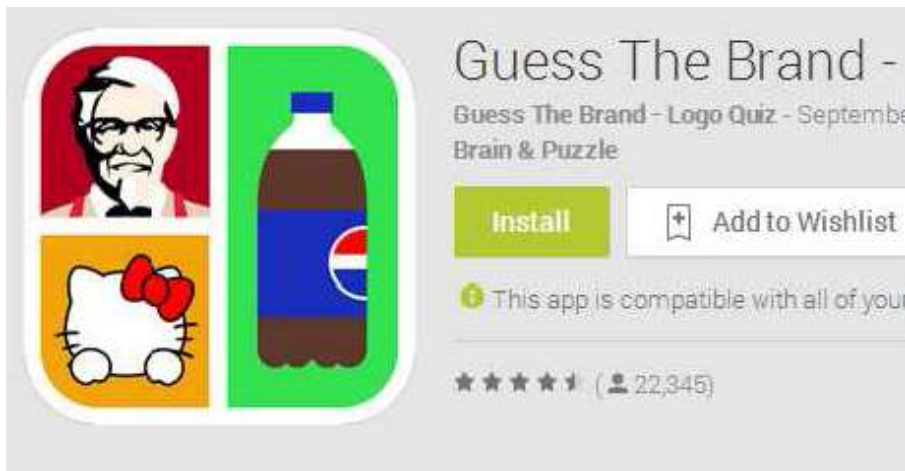 Guess The Brand -
Guess The Brand - Logo Quiz - Septembe
Brain & Puzzle
Install
Add to Wishlist
This app is compatible with all of your
(22,345)